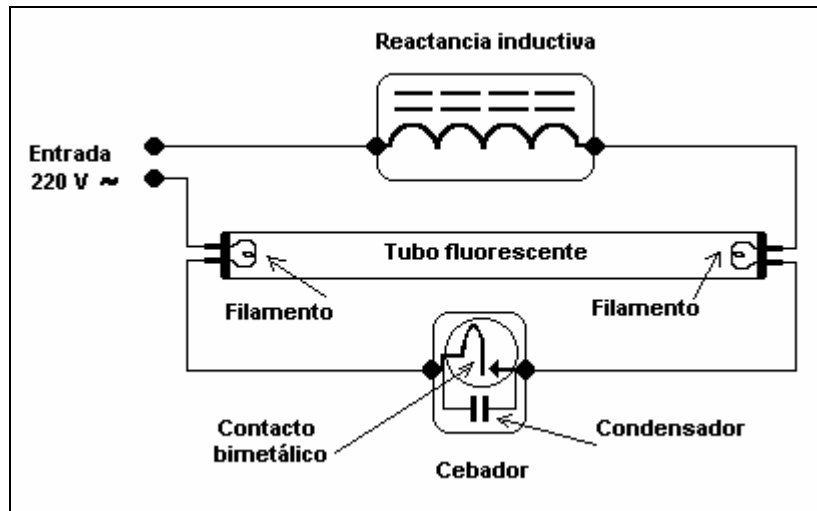 Reactancia inductiva
Entrada
220 V ~
Tubo fluorescente
Filamento
Filamento
Contacto
bimetálico
Condensador
Cebador